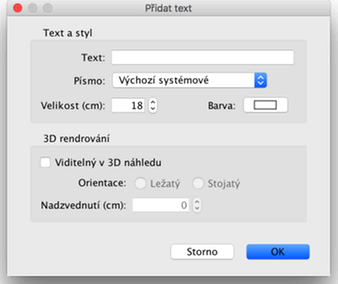 Přidat text
Text a styl
Text:
Písmo: Výchozí systémové
Velikost (cm): 18 Barva:
3D rendrování
Viditelný v 3D náhledu
Orientace: Ležatý Stojatý
Nadzvednutí (cm): 0
Storno OK